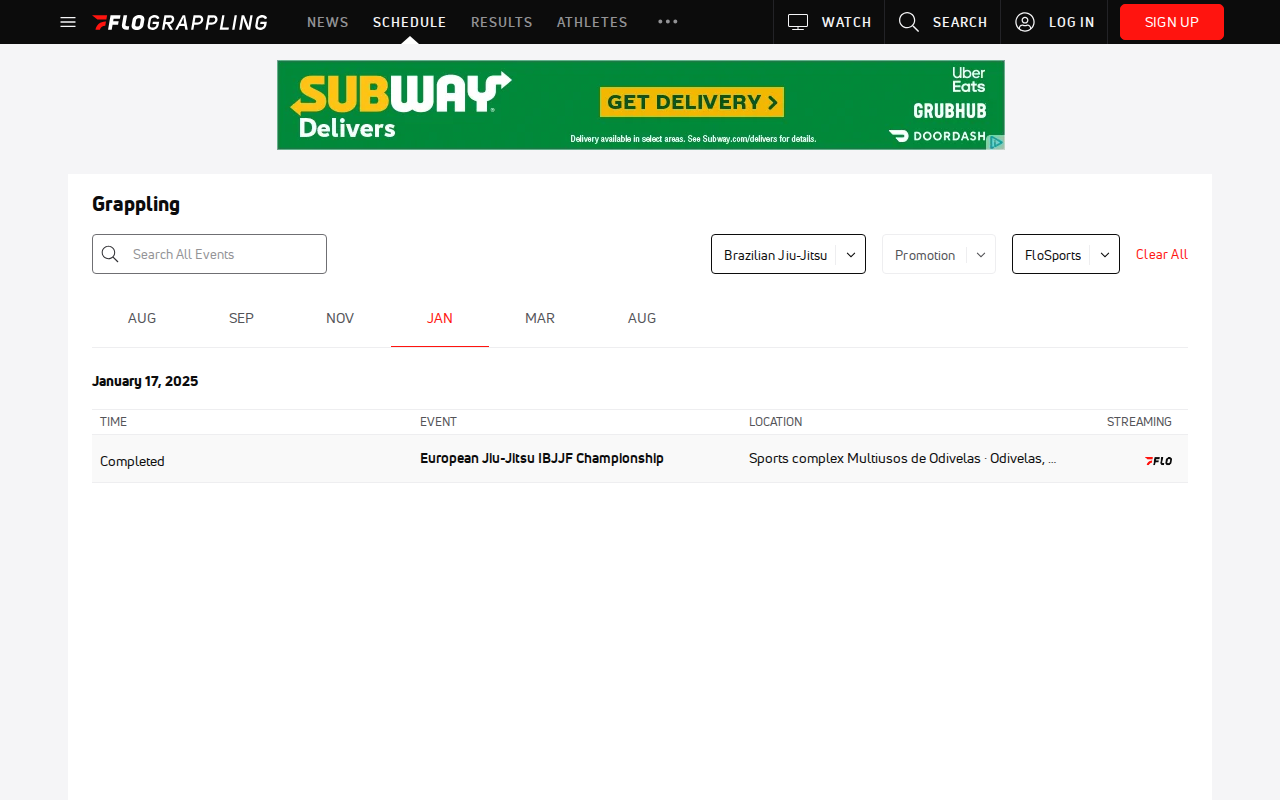 FLOGRAPPLING NEWS SCHEDULE RESULTS ATHLETES ••• WATCH SEARCH LOG IN SIGN UP
SUBWAY
Delivers
GET DELIVERY
Delivery available in select areas. See Subway.com/delivers for details.
Uber
Eats
GRUBHUB
DOORDASH
Grappling
Search All Events Brazilian Jiu-Jitsu Promotion FloSports Clear All
AUG SEP NOV JAN MAR AUG
January 17, 2025
TIME EVENT LOCATION STREAMING
Completed European Jiu-Jitsu IBJJF Championship Sports complex Multiusos de Odivelas · Odivelas, ... FLO